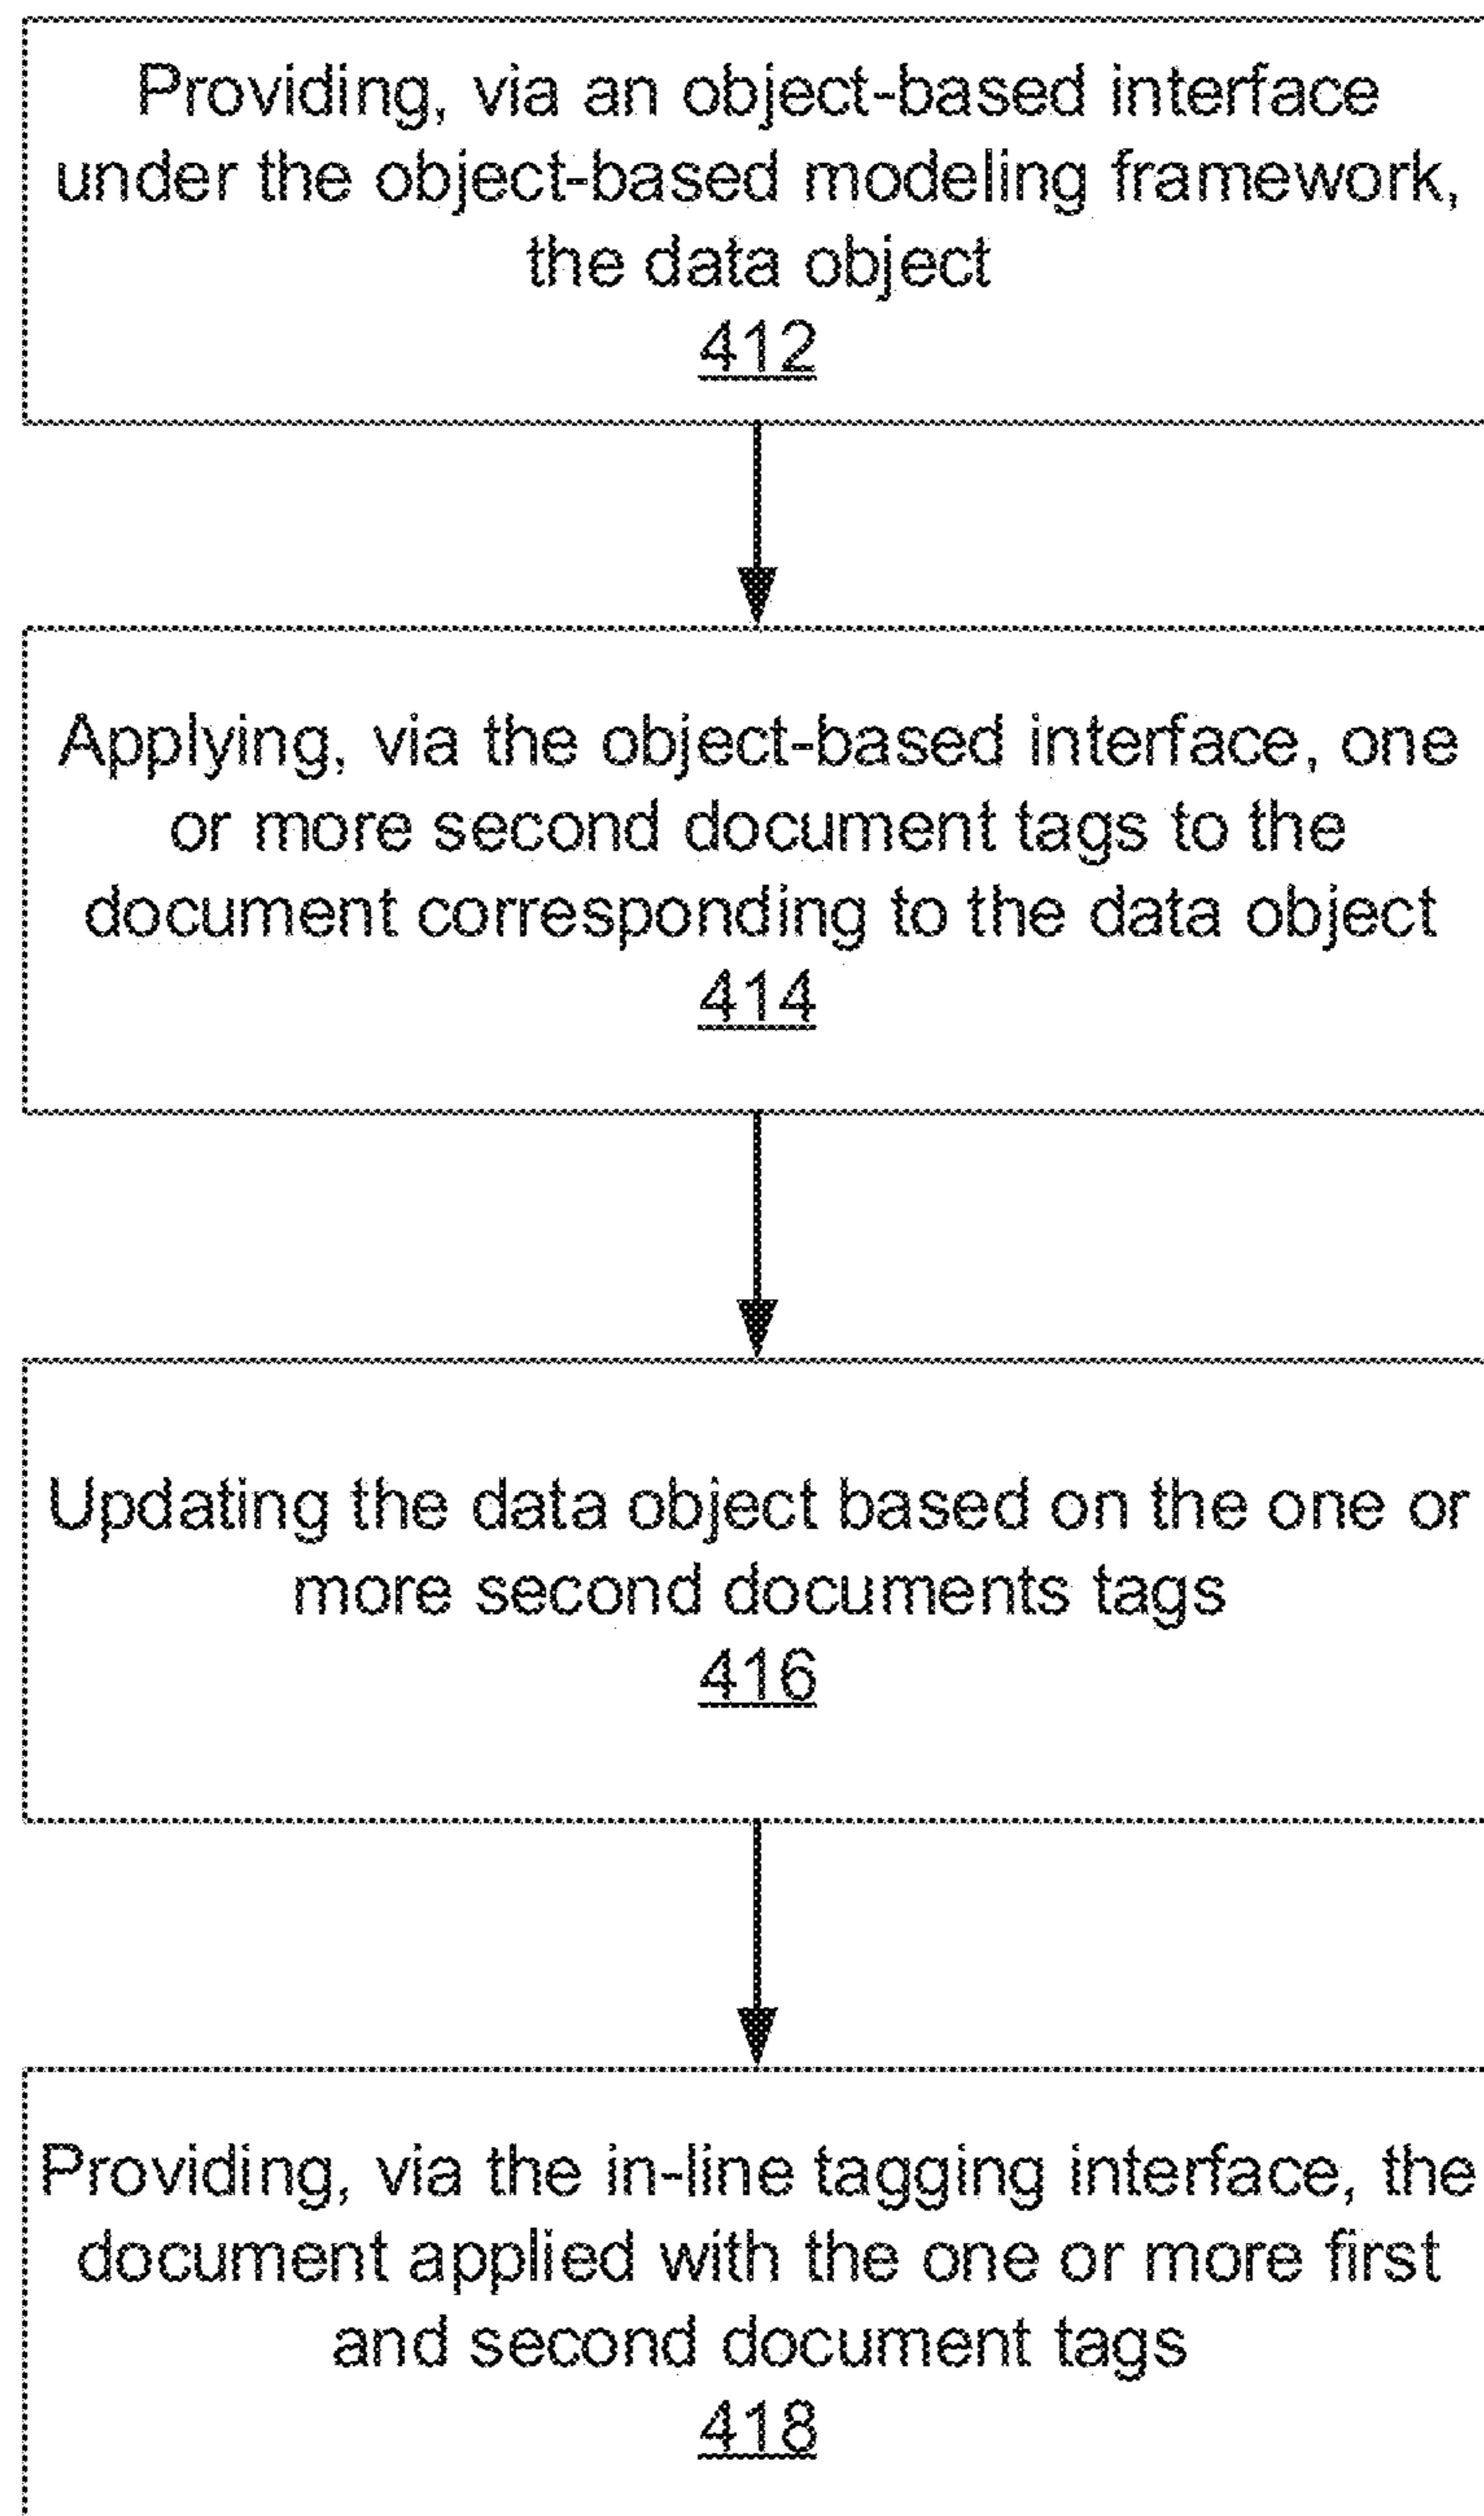 Providing, via an object-based interface
under the object-based modeling framework,
the data object
412
Applying, via the object-based interface, one
or more second document tags to the
document corresponding to the data object
414
Updating the data object based on the one or
more second documents tags
416
Providing, via the in-line tagging interface, the
document applied with the one or more first
and second document tags
418